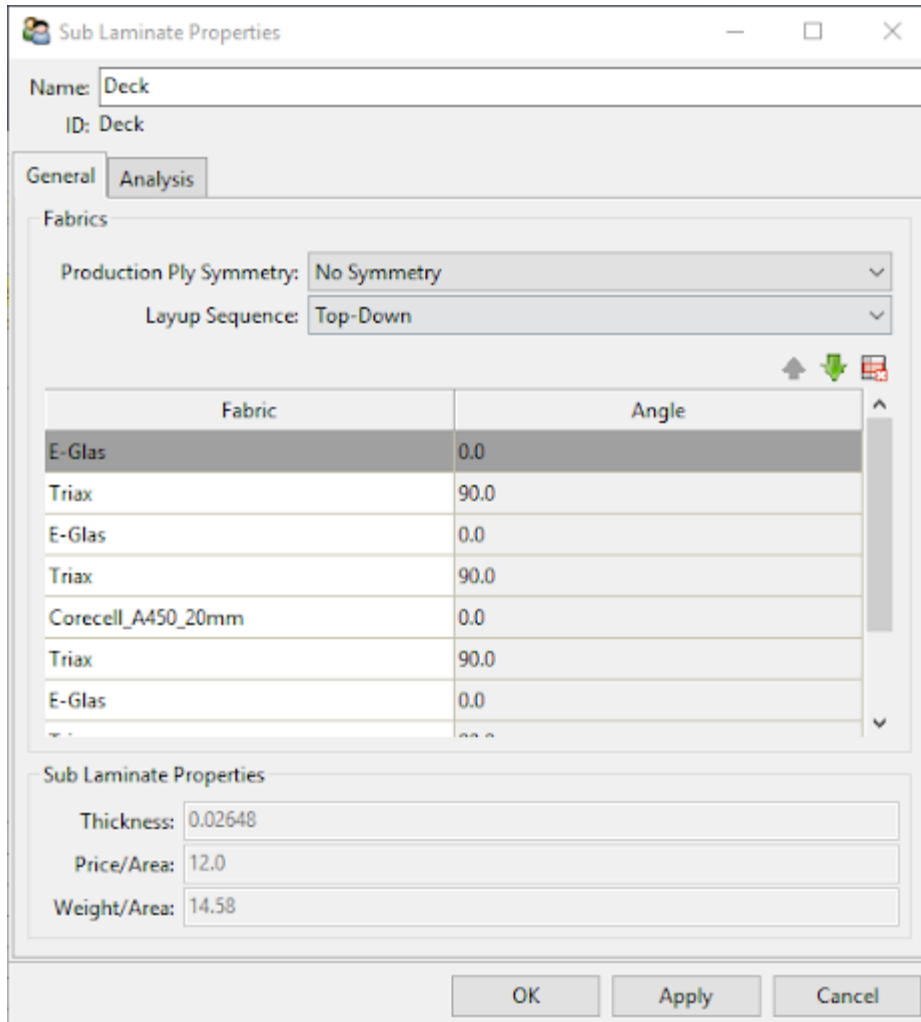 Sub Laminate Properties
Name: Deck
ID: Deck
General Analysis
Fabrics
Production Ply Symmetry: No Symmetry
Layup Sequence: Top-Down
Fabric Angle
E-Glas 0.0
Triax 90.0
E-Glas 0.0
Triax 90.0
Corecell_A450_20mm 0.0
Triax 90.0
E-Glas 0.0
Sub Laminate Properties
Thickness: 0.02648
Price/Area: 12.0
Weight/Area: 14.58
OK Apply Cancel